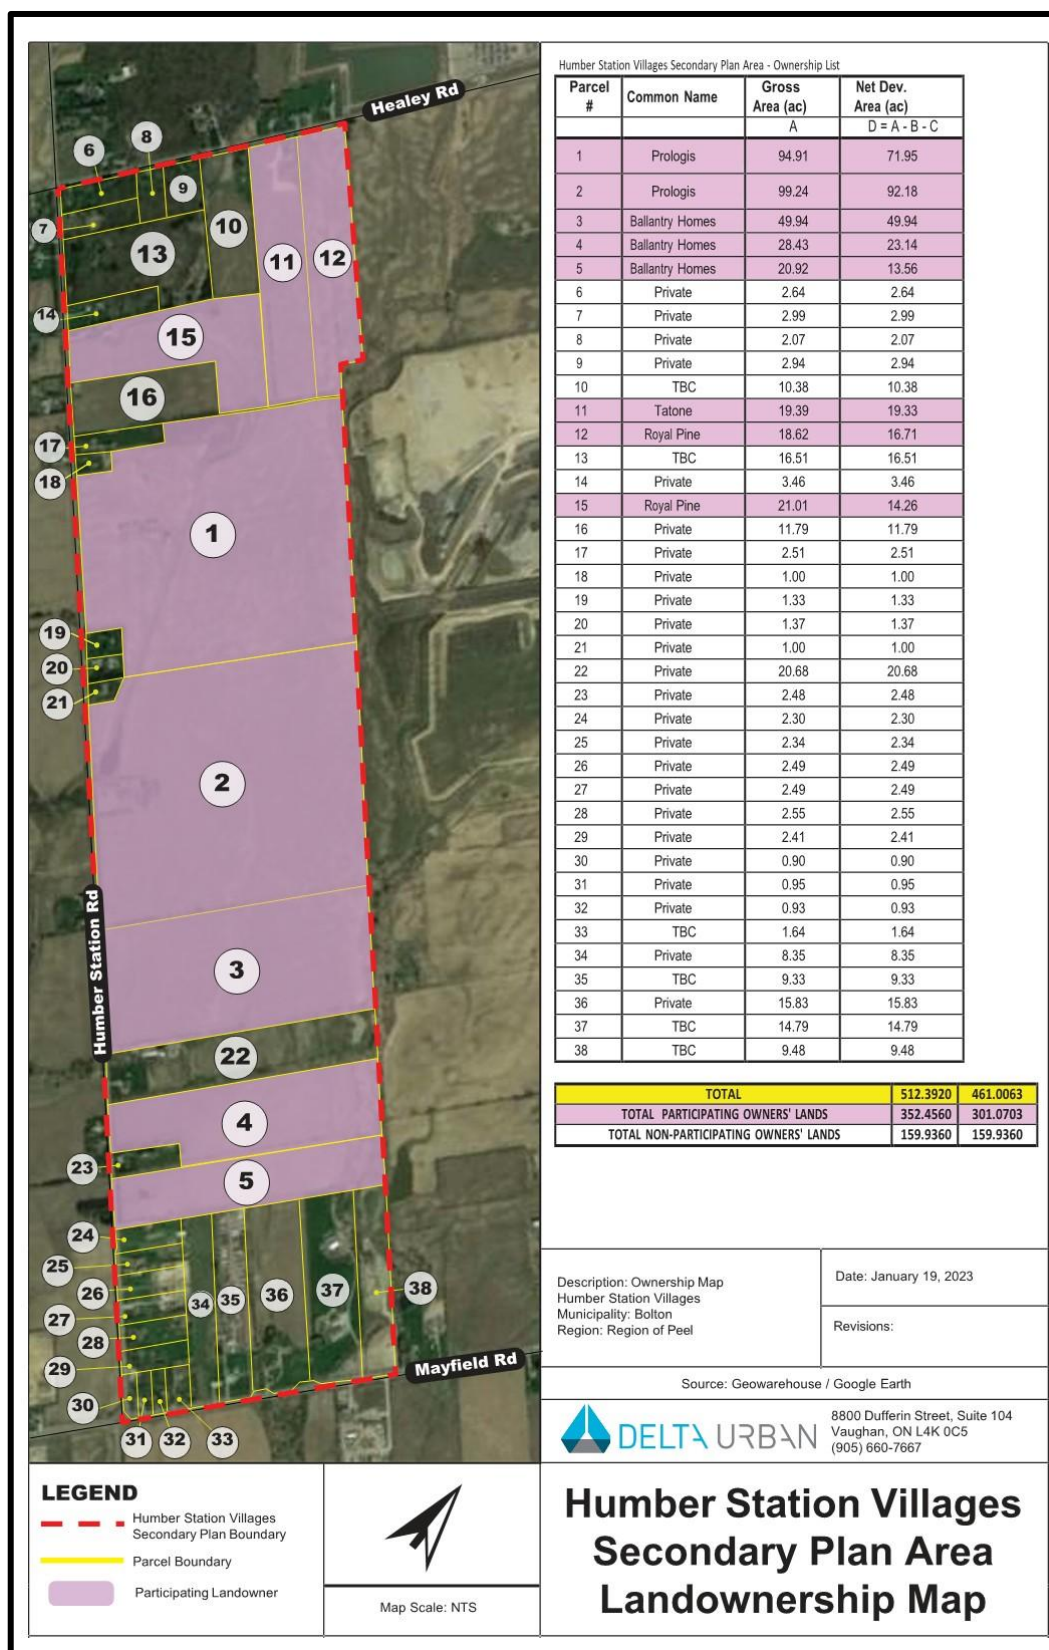 Healey Rd
6
8
9
7
10
13
11
12
14
15
16
17
18
1
19
20
21
2
Humber Station Rd
3
22
4
23
5
24
25
26
34
35
36
37
38
27
28
29
Mayfield Rd
30
31
32
33
LEGEND
Humber Station Villages
Secondary Plan Boundary
Parcel Boundary
Participating Landowner
Map Scale: NTS
Humber Station Villages Secondary Plan Area - Ownership List
Parcel # Common Name Gross Area (ac) Net Dev. Area (ac)
A D = A - B - C
1 Prologis 94.91 71.95
2 Prologis 99.24 92.18
3 Ballantry Homes 49.94 49.94
4 Ballantry Homes 28.43 23.14
5 Ballantry Homes 20.92 13.56
6 Private 2.64 2.64
7 Private 2.99 2.99
8 Private 2.07 2.07
9 Private 2.94 2.94
10 TBC 10.38 10.38
11 Tatone 19.39 19.33
12 Royal Pine 18.62 16.71
13 TBC 16.51 16.51
14 Private 3.46 3.46
15 Royal Pine 21.01 14.26
16 Private 11.79 11.79
17 Private 2.51 2.51
18 Private 1.00 1.00
19 Private 1.33 1.33
20 Private 1.37 1.37
21 Private 1.00 1.00
22 Private 20.68 20.68
23 Private 2.48 2.48
24 Private 2.30 2.30
25 Private 2.34 2.34
26 Private 2.49 2.49
27 Private 2.49 2.49
28 Private 2.55 2.55
29 Private 2.41 2.41
30 Private 0.90 0.90
31 Private 0.95 0.95
32 Private 0.93 0.93
33 TBC 1.64 1.64
34 Private 8.35 8.35
35 TBC 9.33 9.33
36 Private 15.83 15.83
37 TBC 14.79 14.79
38 TBC 9.48 9.48
TOTAL 512.3920 461.0063
TOTAL PARTICIPATING OWNERS' LANDS 352.4560 301.0703
TOTAL NON-PARTICIPATING OWNERS' LANDS 159.9360 159.9360
Description: Ownership Map
Humber Station Villages
Municipality: Bolton
Region: Region of Peel
Date: January 19, 2023
Revisions:
Source: Geowarehouse / Google Earth
DELTA URBAN
8800 Dufferin Street, Suite 104
Vaughan, ON L4K 0C5
(905) 660-7667
Humber Station Villages
Secondary Plan Area
Landownership Map